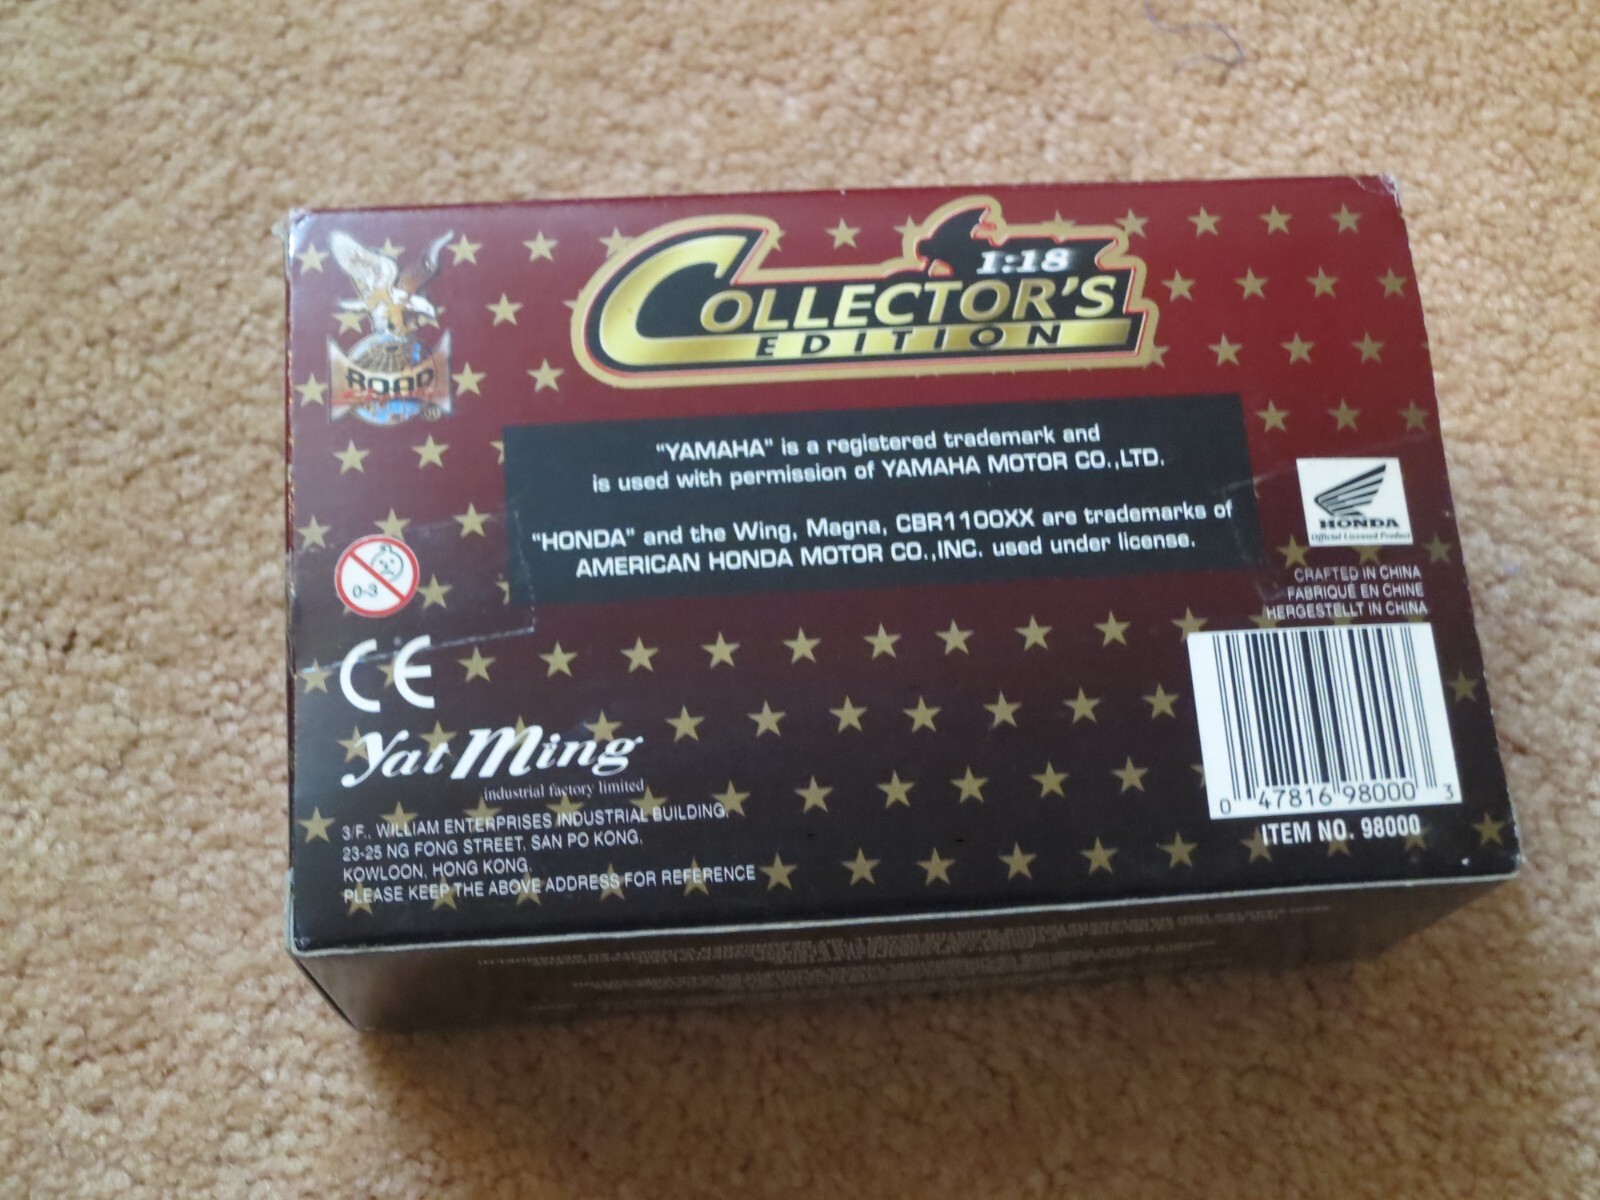 1:18
COLLECTOR'S
EDITION
ROAD
"YAMAHA" is a registered trademark and
is used with permission of YAMAHA MOTOR CO.,LTD.
"HONDA" and the Wing, Magna, CBR1100XX are trademarks of
AMERICAN HONDA MOTOR CO.,INC. used under license.
HONDA
Official Licensed Product
CRAFTED IN CHINA
FABRIQUÉ EN CHINE
HERGESTELLT IN CHINA
0-3
CE
Yat Ming
industrial factory limited
3/F., WILLIAM ENTERPRISES INDUSTRIAL BUILDING,
23-25 NG FONG STREET, SAN PO KONG,
KOWLOON, HONG KONG.
PLEASE KEEP THE ABOVE ADDRESS FOR REFERENCE
0 47816 98000 3
ITEM NO. 98000